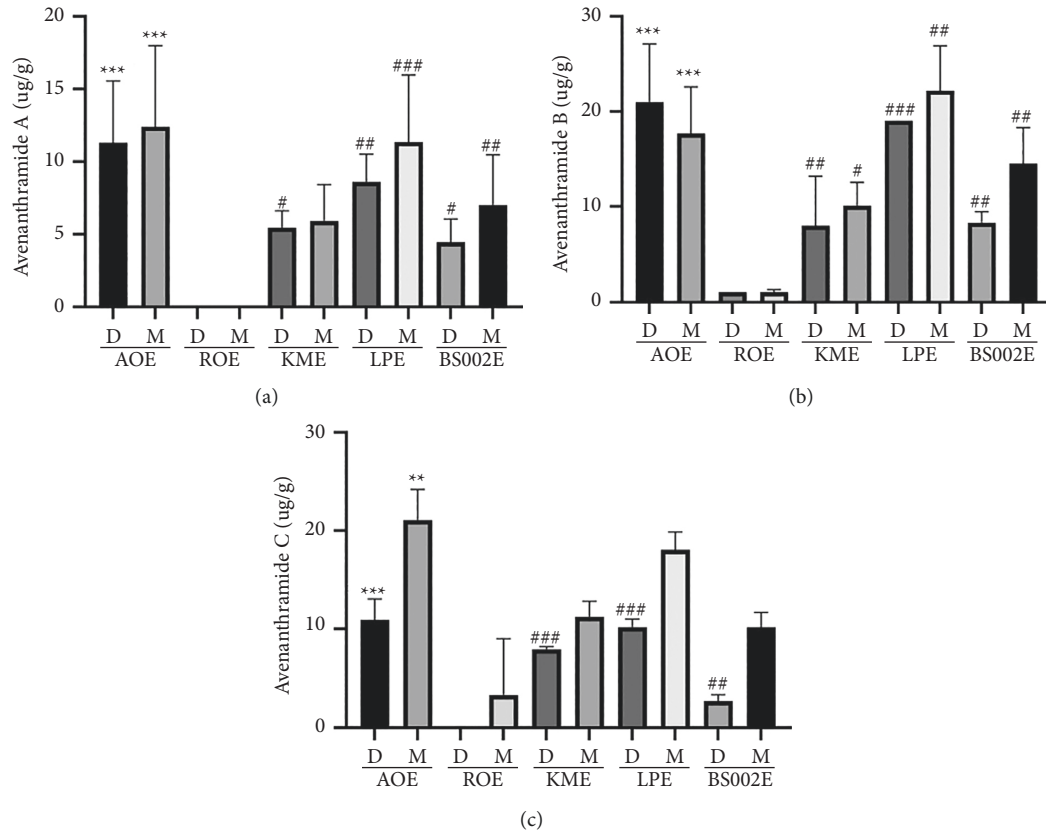 Avenanthramide A (ug/g)
20
15
10
5
0
*** *** # ## ### # ##
D M D M D M D M D M
AOE ROE KME LPE BS002E
(a)
Avenanthramide B (ug/g)
30
20
10
0
*** *** ## # ### ## ## ##
D M D M D M D M D M
AOE ROE KME LPE BS002E
(b)
Avenanthramide C (ug/g)
30
20
10
0
*** ** ### ### ##
D M D M D M D M D M
AOE ROE KME LPE BS002E
(c)